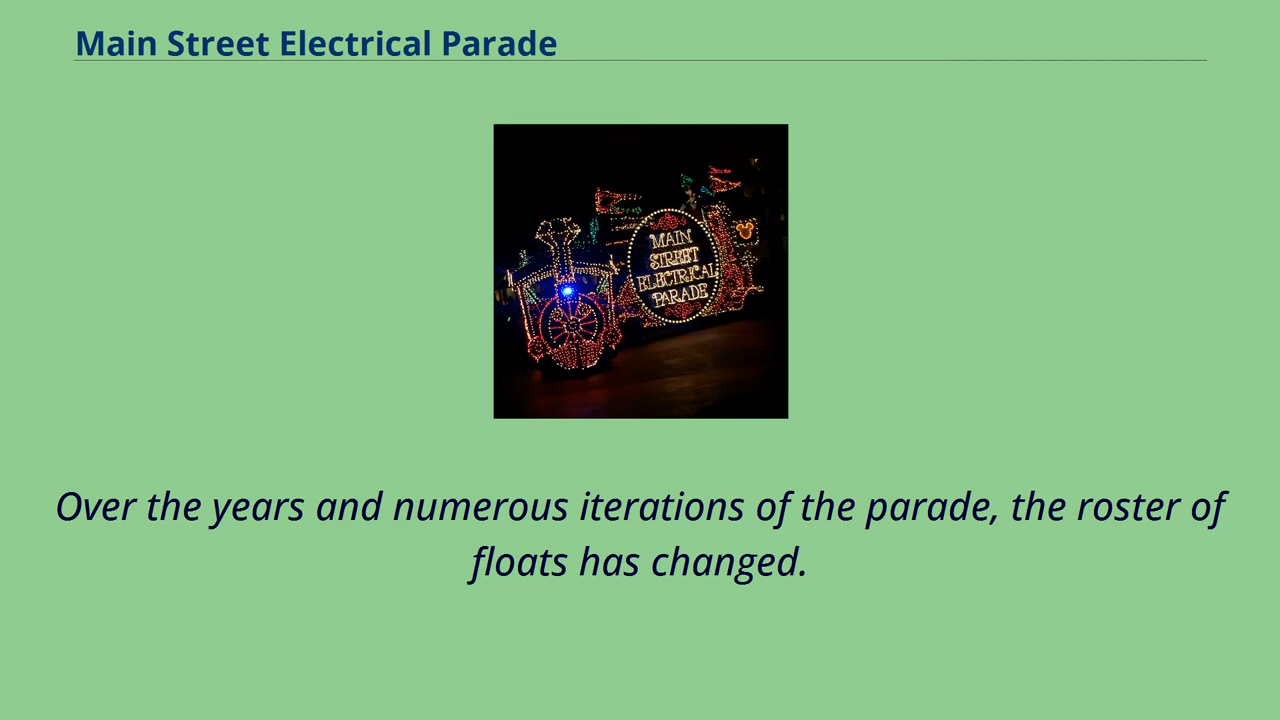 Main Street Electrical Parade
MAIN
STREET
ELECTRICAL
PARADE
Over the years and numerous iterations of the parade, the roster of
floats has changed.